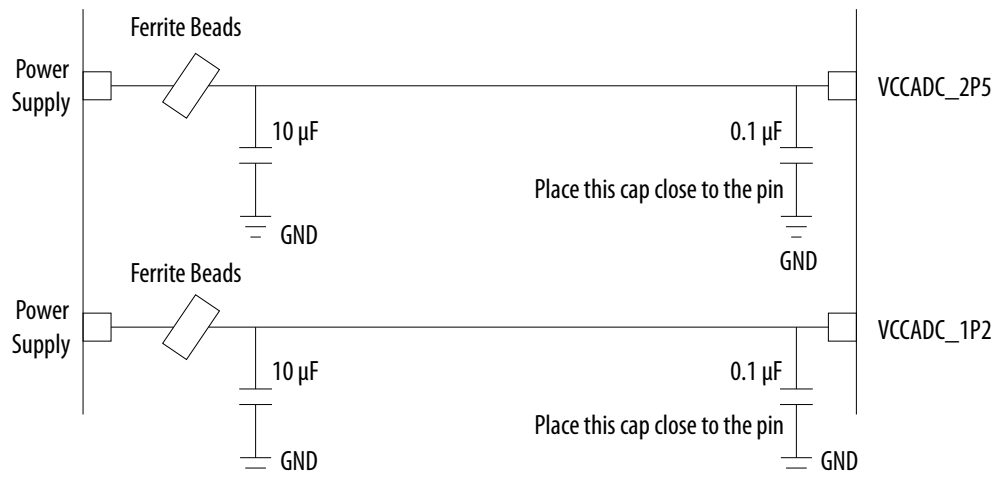 Ferrite Beads
Power
Supply
VCCADC_2P5
10 µF
0.1 µF
Place this cap close to the pin
GND
GND
Ferrite Beads
Power
Supply
VCCADC_1P2
10 µF
0.1 µF
Place this cap close to the pin
GND
GND